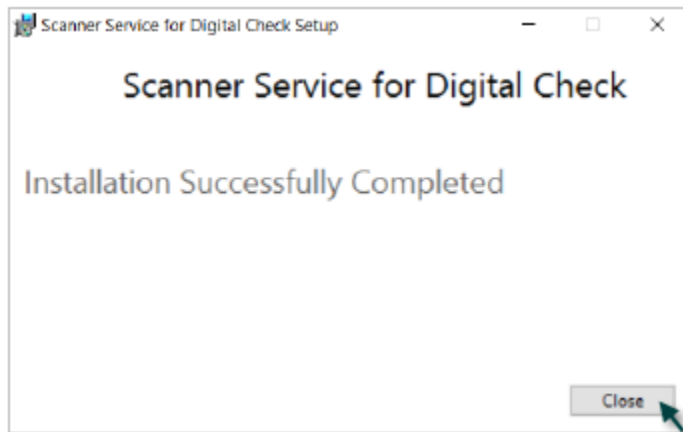 Scanner Service for Digital Check Setup
Scanner Service for Digital Check
Installation Successfully Completed
Close